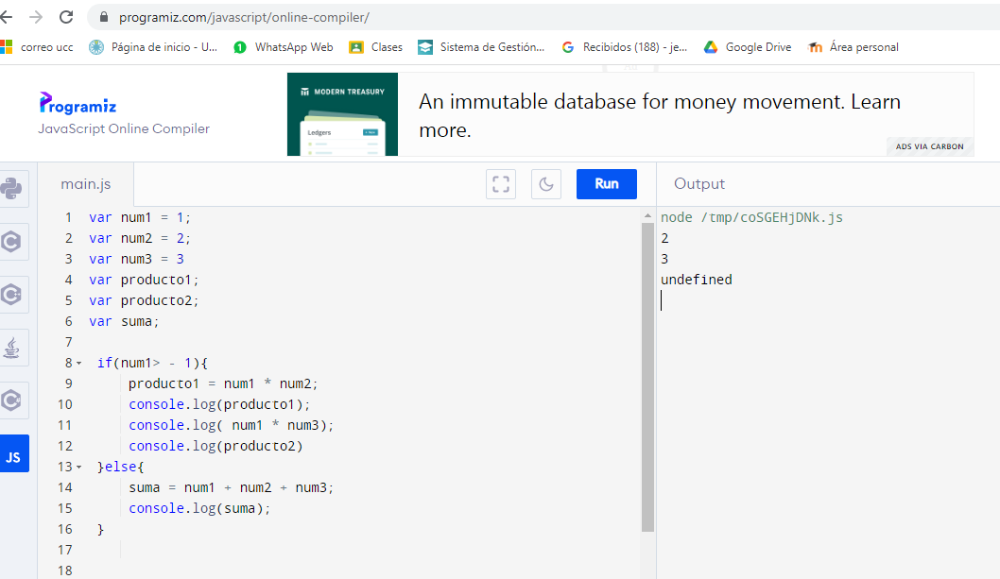 programiz.com/javascript/online-compiler/
correo ucc
Página de inicio - U...
1
WhatsApp Web
Clases
Sistema de Gestión...
Recibidos (188) - je...
Google Drive
Área personal
Programiz
JavaScript Online Compiler
MODERN TREASURY
Ledgers
An immutable database for money movement. Learn
more.
ADS VIA CARBON
main.js
Run
Output
1 var num1 = 1;
2 var num2 = 2;
3 var num3 = 3
4 var producto1;
5 var producto2;
6 var suma;
7
8 if(num1> - 1){
9 producto1 = num1 * num2;
10 console.log(producto1);
11 console.log( num1 * num3);
12 console.log(producto2)
13 }else{
14 suma = num1 + num2 + num3;
15 console.log(suma);
16 }
17
18
JS
node /tmp/coSGEHjDNk.js
2
3
undefined